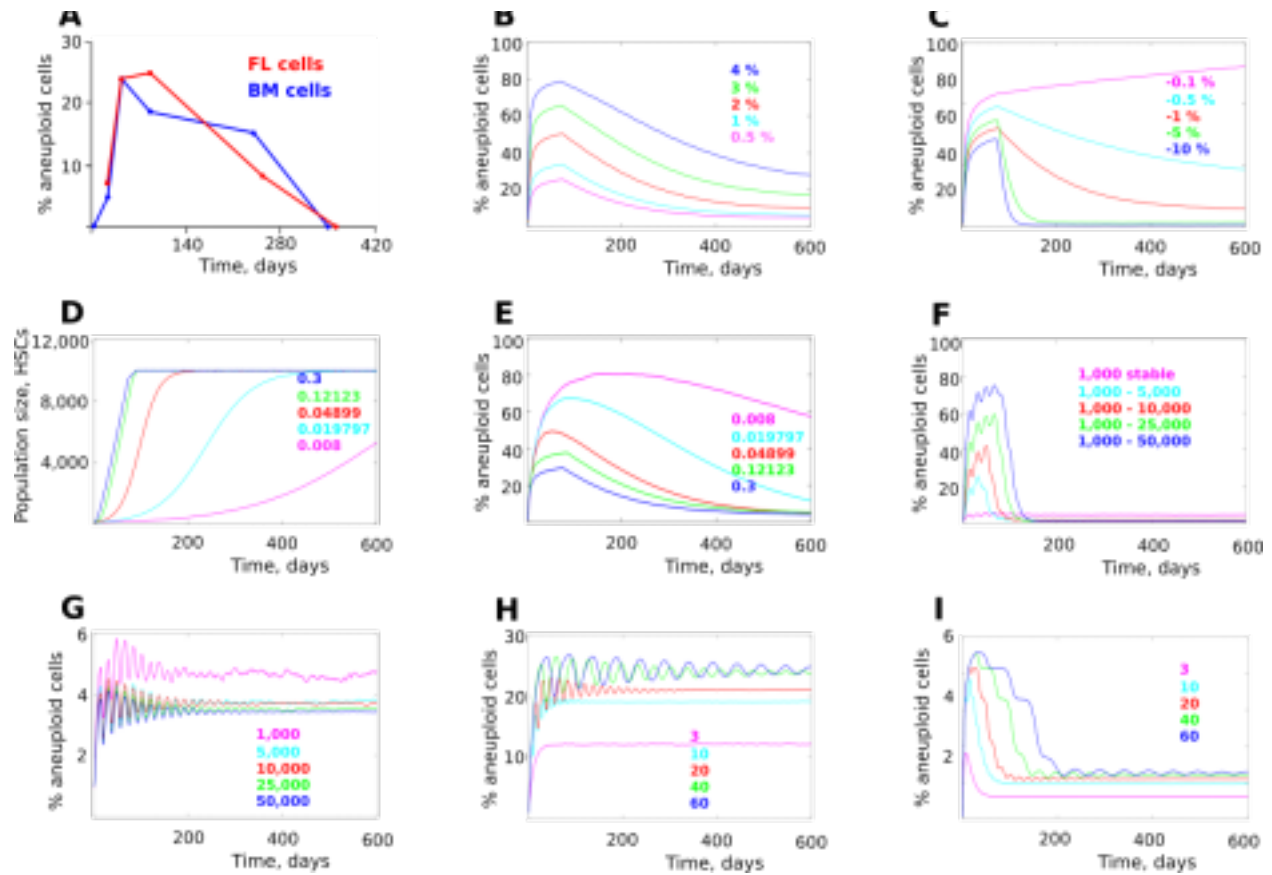 A
30
20
10
140
280
420
% aneuploid cells
Time, days
FL cells
BM cells
B
100
80
60
40
20
200
400
600
% aneuploid cells
Time, days
4 %
3 %
2 %
1 %
0.5 %
C
100
80
60
40
20
200
400
600
% aneuploid cells
Time, days
-0.1 %
-0.5 %
-1 %
-5 %
-10 %
D
12,000
8,000
4,000
200
400
600
Population size, HSCs
Time, days
0.3
0.12123
0.04899
0.019797
0.008
E
100
80
60
40
20
200
400
600
% aneuploid cells
Time, days
0.008
0.019797
0.04899
0.12123
0.3
F
100
80
60
40
20
200
400
600
% aneuploid cells
Time, days
1,000 stable
1,000 - 5,000
1,000 - 10,000
1,000 - 25,000
1,000 - 50,000
G
6
4
2
200
400
600
% aneuploid cells
Time, days
1,000
5,000
10,000
25,000
50,000
H
30
20
10
200
400
600
% aneuploid cells
Time, days
3
10
20
40
60
I
6
4
2
200
400
600
% aneuploid cells
Time, days
3
10
20
40
60